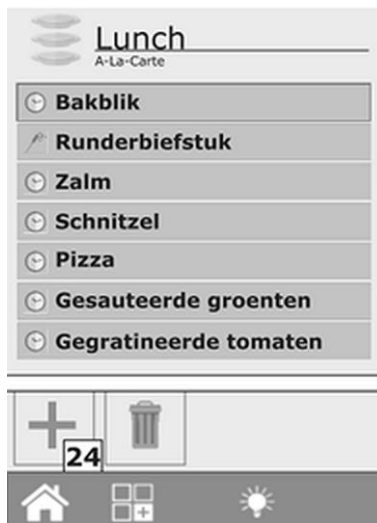 Lunch
A-La-Carte
Bakblik
Runderbiefstuk
Zalm
Schnitzel
Pizza
Gesauteerde groenten
Gegratineerde tomaten
24